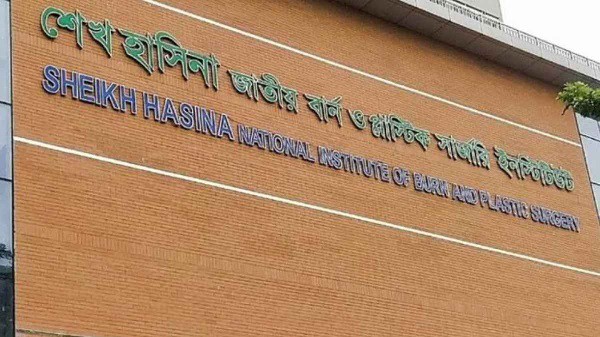 শেখ হাসিনা জাতীয় বার্ন ও প্লাস্টিক সার্জারি ইনস্টিটিউট
SHEIKH HASINA NATIONAL INSTITUTE OF BURN AND PLASTIC SURGERY